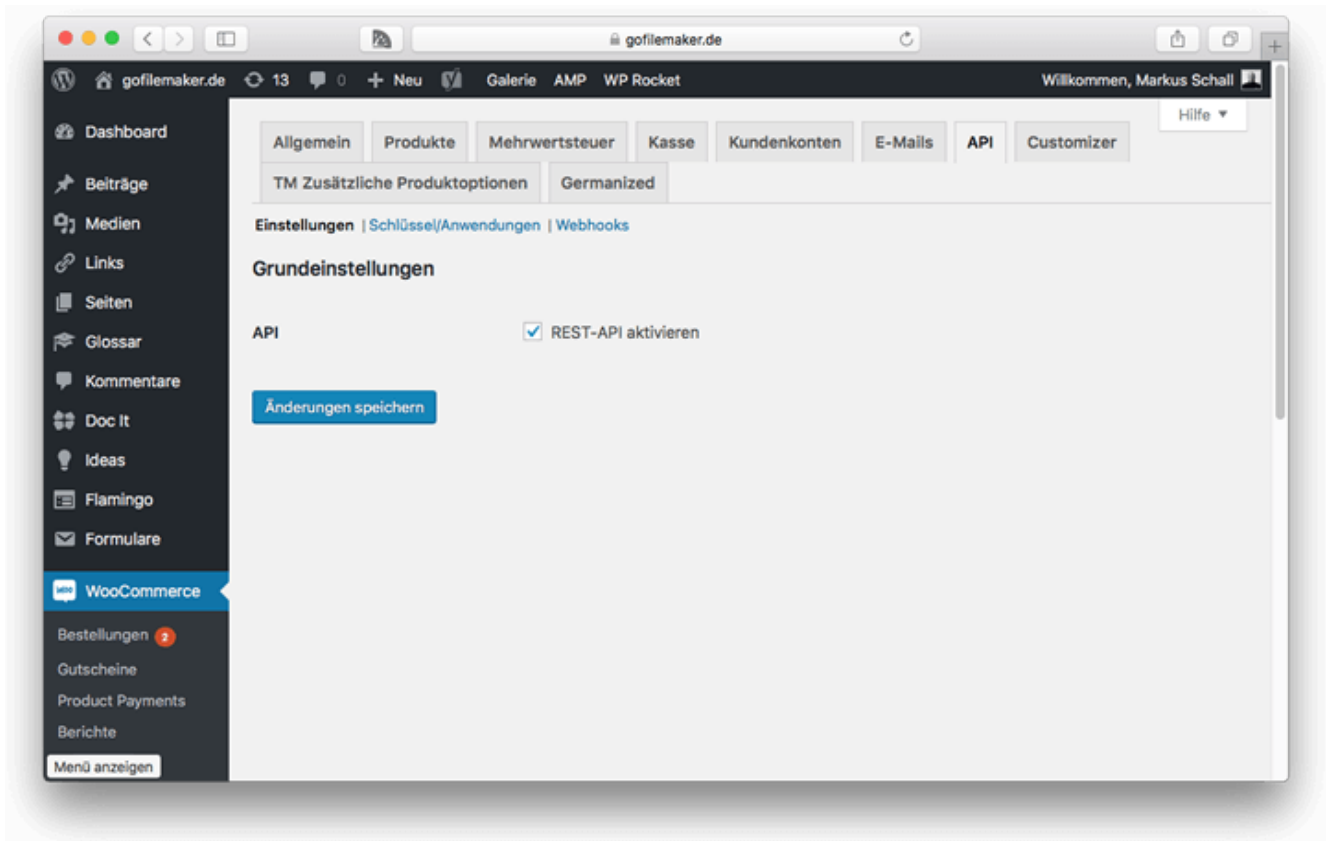 gofilemaker.de
gofilemaker.de 13 0 + Neu Galerie AMP WP Rocket Willkommen, Markus Schall
Hilfe
Dashboard
Beiträge
Medien
Links
Seiten
Glossar
Kommentare
Doc It
Ideas
Flamingo
Formulare
WooCommerce
Bestellungen 2
Gutscheine
Product Payments
Berichte
Menü anzeigen
Allgemein Produkte Mehrwertsteuer Kasse Kundenkonten E-Mails API Customizer
TM Zusätzliche Produktoptionen Germanized
Einstellungen | Schlüssel/Anwendungen | Webhooks
Grundeinstellungen
API REST-API aktivieren
Änderungen speichern